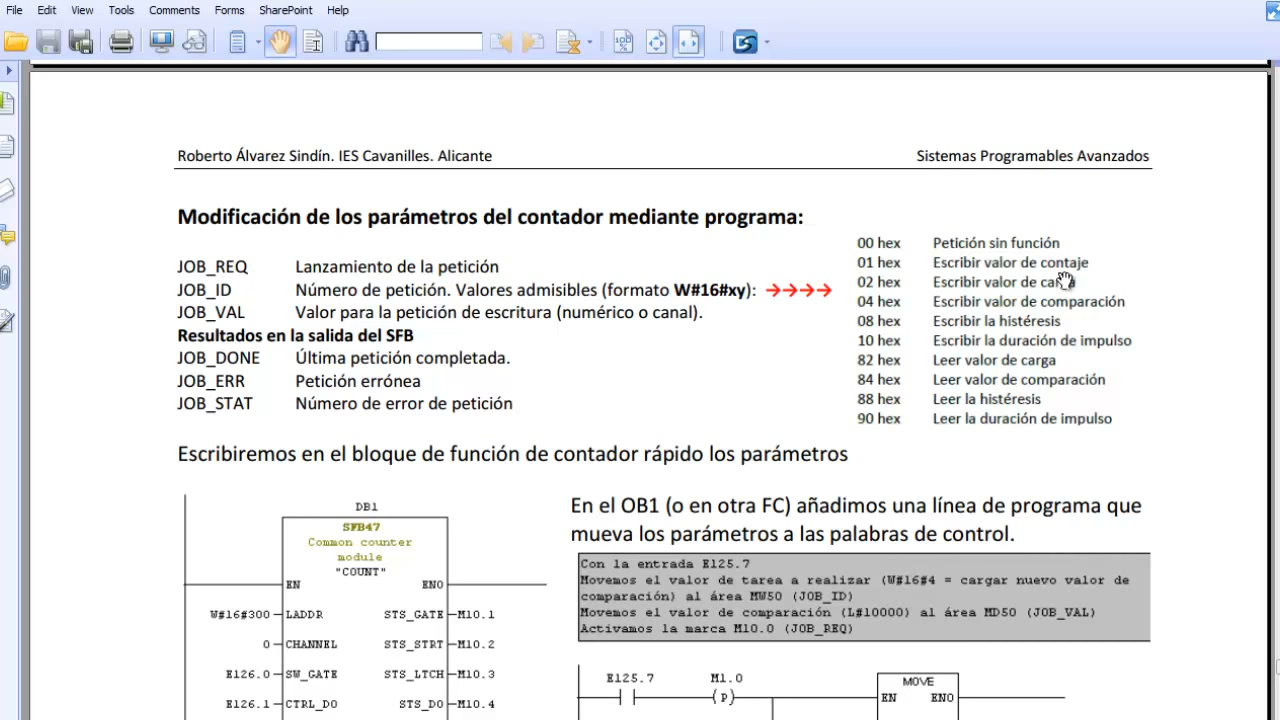 File Edit View Tools Comments Forms SharePoint Help
Roberto Álvarez Sindín. IES Cavanilles. Alicante
Sistemas Programables Avanzados
Modificación de los parámetros del contador mediante programa:
JOB_REQ Lanzamiento de la petición
JOB_ID Número de petición. Valores admisibles (formato W#16#xy): →→→→
JOB_VAL Valor para la petición de escritura (numérico o canal).
Resultados en la salida del SFB
JOB_DONE Última petición completada.
JOB_ERR Petición errónea
JOB_STAT Número de error de petición
00 hex Petición sin función
01 hex Escribir valor de contaje
02 hex Escribir valor de carga
04 hex Escribir valor de comparación
08 hex Escribir la histéresis
10 hex Escribir la duración de impulso
82 hex Leer valor de carga
84 hex Leer valor de comparación
88 hex Leer la histéresis
90 hex Leer la duración de impulso
Escribiremos en el bloque de función de contador rápido los parámetros
DB1
SFB47
Common counter
module
"COUNT"
EN ENO
W#16#300 LADDR STS_GATE M10.1
0 CHANNEL STS_STRT M10.2
E126.0 SW_GATE STS_LTCH M10.3
E126.1 CTRL_DO STS_DO M10.4
En el OB1 (o en otra FC) añadimos una línea de programa que
mueva los parámetros a las palabras de control.
Con la entrada E125.7
Movemos el valor de tarea a realizar (W#16#4 = cargar nuevo valor de
comparación) al área MW50 (JOB_ID)
Movemos el valor de comparación (L#10000) al área MD50 (JOB_VAL)
Activamos la marca M10.0 (JOB_REQ)
E125.7 M1.0 MOVE
(P) EN ENO